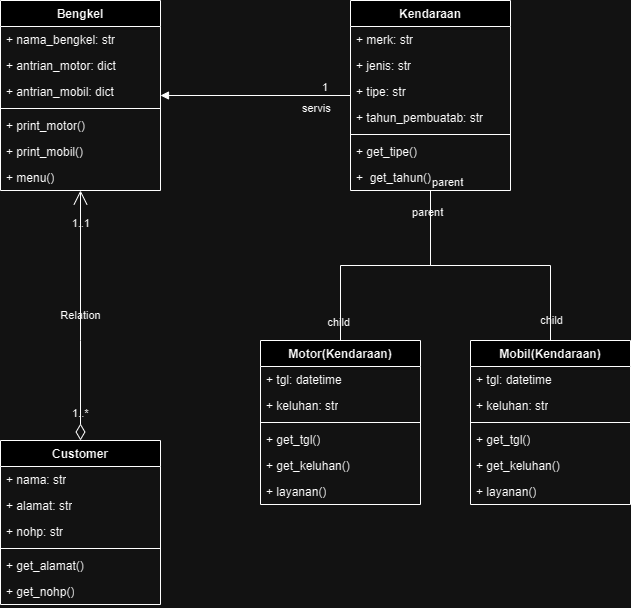 Bengkel
+ nama_bengkel: str
+ antrian_motor: dict
+ antrian_mobil: dict
+ print_motor()
+ print_mobil()
+ menu()
Kendaraan
+ merk: str
+ jenis: str
+ tipe: str
+ tahun_pembuatab: str
+ get_tipe()
+ get_tahun()
1
servis
parent
parent
1..1
Relation
1..*
child
child
Motor(Kendaraan)
+ tgl: datetime
+ keluhan: str
+ get_tgl()
+ get_keluhan()
+ layanan()
Mobil(Kendaraan)
+ tgl: datetime
+ keluhan: str
+ get_tgl()
+ get_keluhan()
+ layanan()
Customer
+ nama: str
+ alamat: str
+ nohp: str
+ get_alamat()
+ get_nohp()